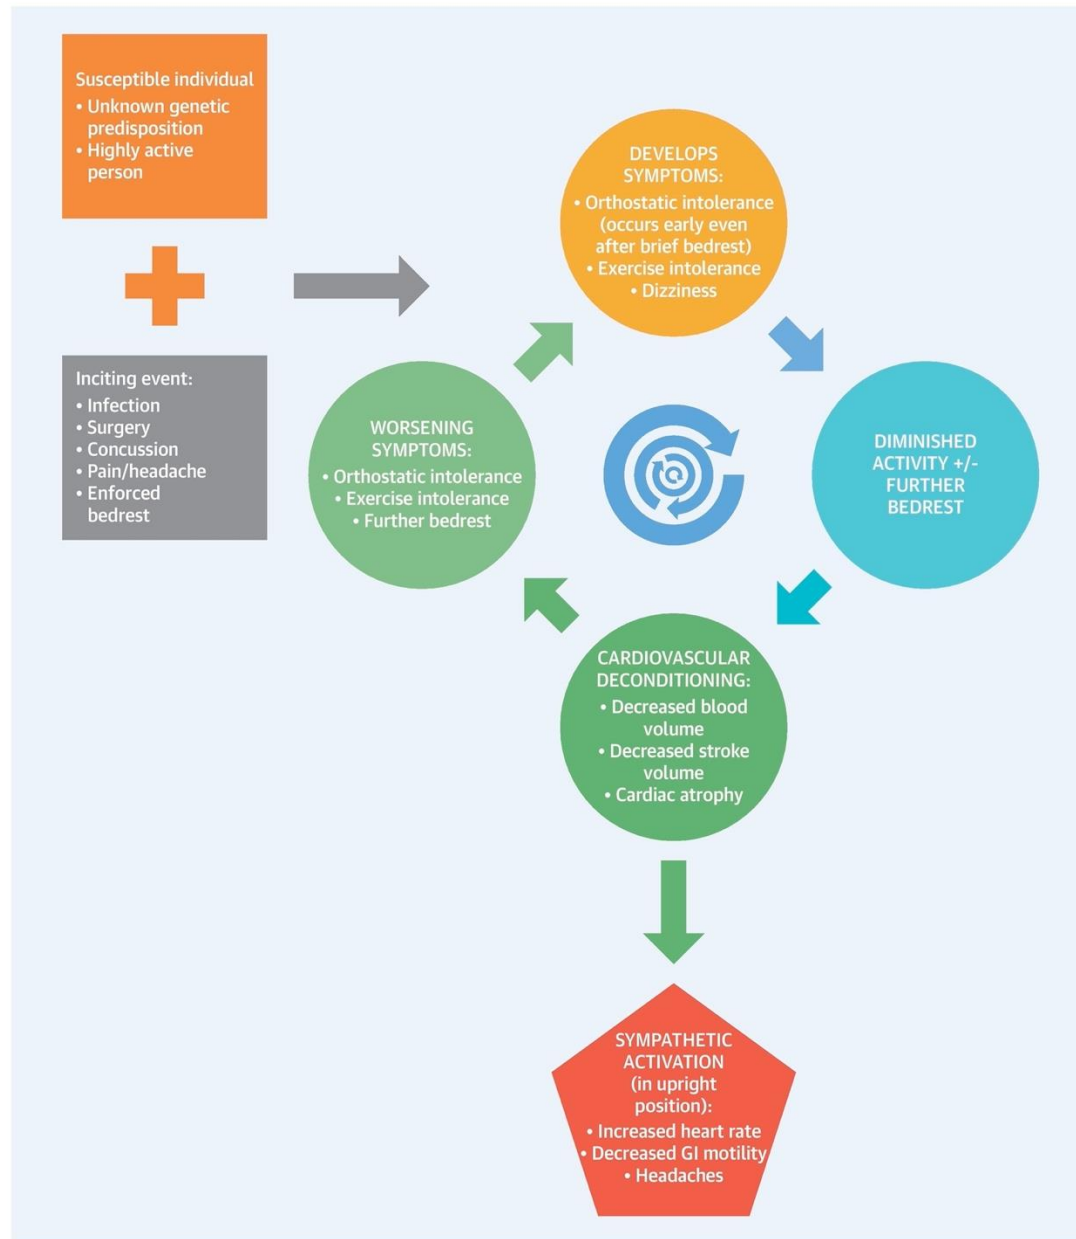 Susceptible individual
• Unknown genetic
predisposition
• Highly active
person
Inciting event:
• Infection
• Surgery
• Concussion
• Pain/headache
• Enforced
bedrest
DEVELOPS
SYMPTOMS:
• Orthostatic intolerance
(occurs early even
after brief bedrest)
• Exercise intolerance
• Dizziness
DIMINISHED
ACTIVITY +/-
FURTHER
BEDREST
CARDIOVASCULAR
DECONDITIONING:
• Decreased blood
volume
• Decreased stroke
volume
• Cardiac atrophy
WORSENING
SYMPTOMS:
• Orthostatic intolerance
• Exercise intolerance
• Further bedrest
SYMPATHETIC
ACTIVATION
(in upright
position):
• Increased heart rate
• Decreased GI motility
• Headaches